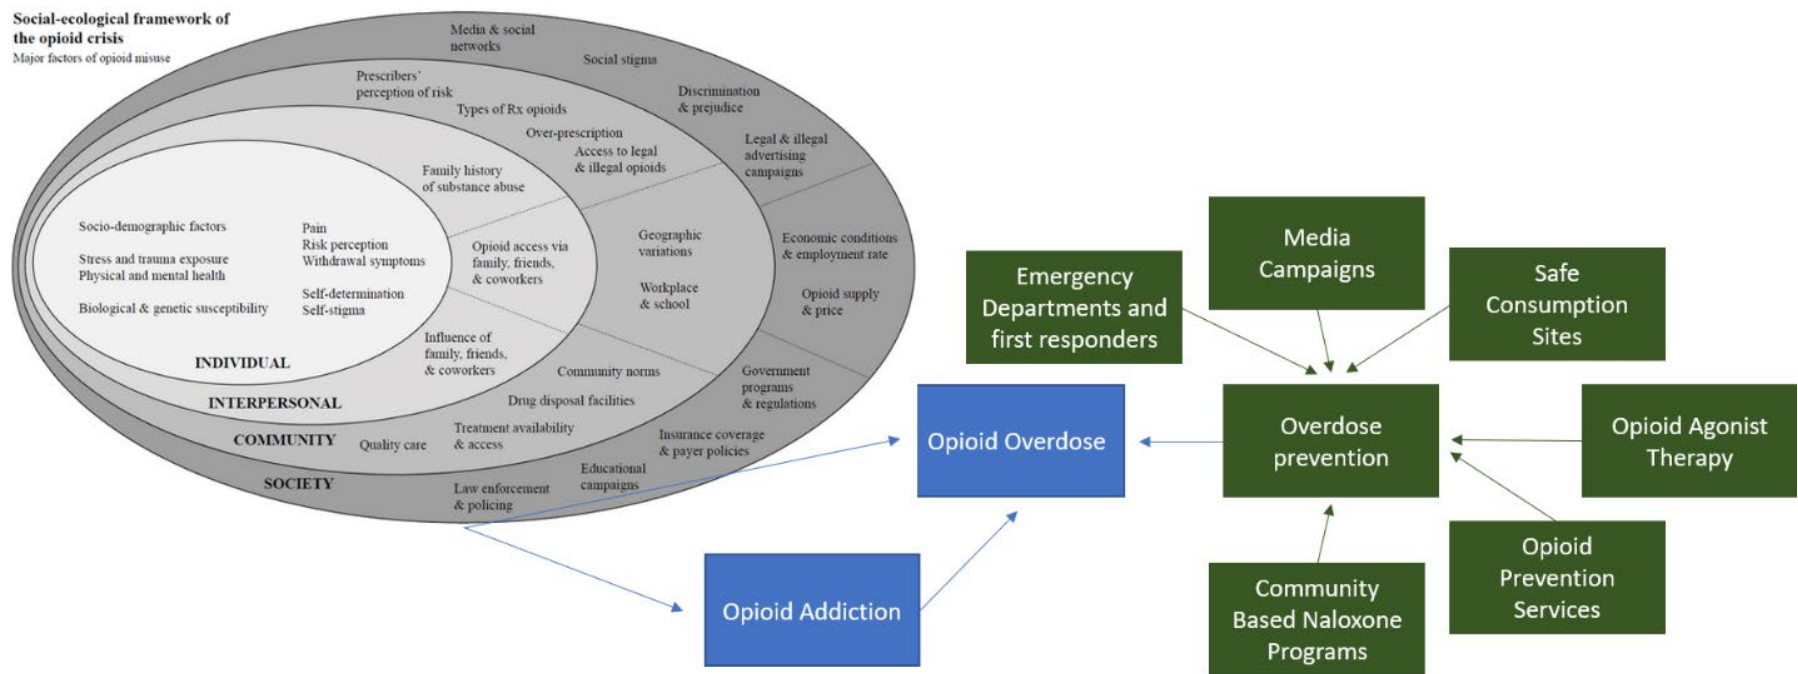 Social-ecological framework of
the opioid crisis
Major factors of opioid misuse
Media & social
networks
Social stigma
Discrimination
& prejudice
Legal & illegal
advertising
campaigns
Economic conditions
& employment rate
Opioid supply
& price
Government
programs
& regulations
Insurance coverage
& payer policies
Educational
campaigns
Law enforcement
& policing
SOCIETY
Prescribers'
perception of risk
Types of Rx opioids
Over-prescription
Access to legal
& illegal opioids
Geographic
variations
Workplace
& school
Community norms
Drug disposal facilities
Treatment availability
& access
Quality care
COMMUNITY
Family history
of substance abuse
Opioid access via
family, friends,
& coworkers
Influence of
family, friends,
& coworkers
INTERPERSONAL
Socio-demographic factors
Stress and trauma exposure
Physical and mental health
Biological & genetic susceptibility
Pain
Risk perception
Withdrawal symptoms
Self-determination
Self-stigma
INDIVIDUAL
Opioid Overdose
Opioid Addiction
Emergency
Departments and
first responders
Media
Campaigns
Safe
Consumption
Sites
Overdose
prevention
Opioid Agonist
Therapy
Community
Based Naloxone
Programs
Opioid
Prevention
Services